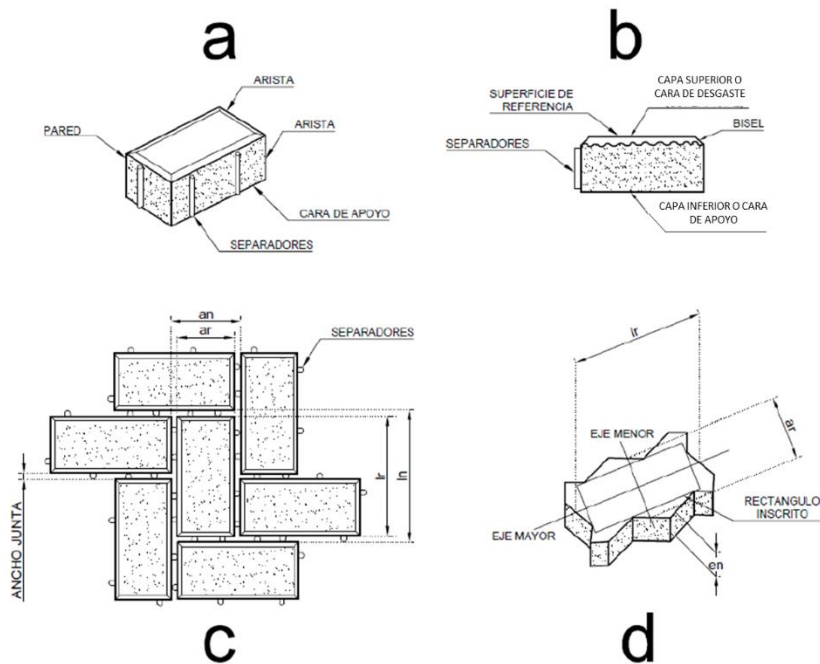 a
ARISTA
ARISTA
PARED
CARA DE APOYO
SEPARADORES
b
CAPA SUPERIOR O
CARA DE DESGASTE
SUPERFICIE DE
REFERENCIA
BISEL
SEPARADORES
CAPA INFERIOR O CARA
DE APOYO
an
ar
SEPARADORES
lr
ln
ANCHO JUNTA
c
lr
ar
EJE MENOR
RECTANGULO
INSCRITO
EJE MAYOR
en
d